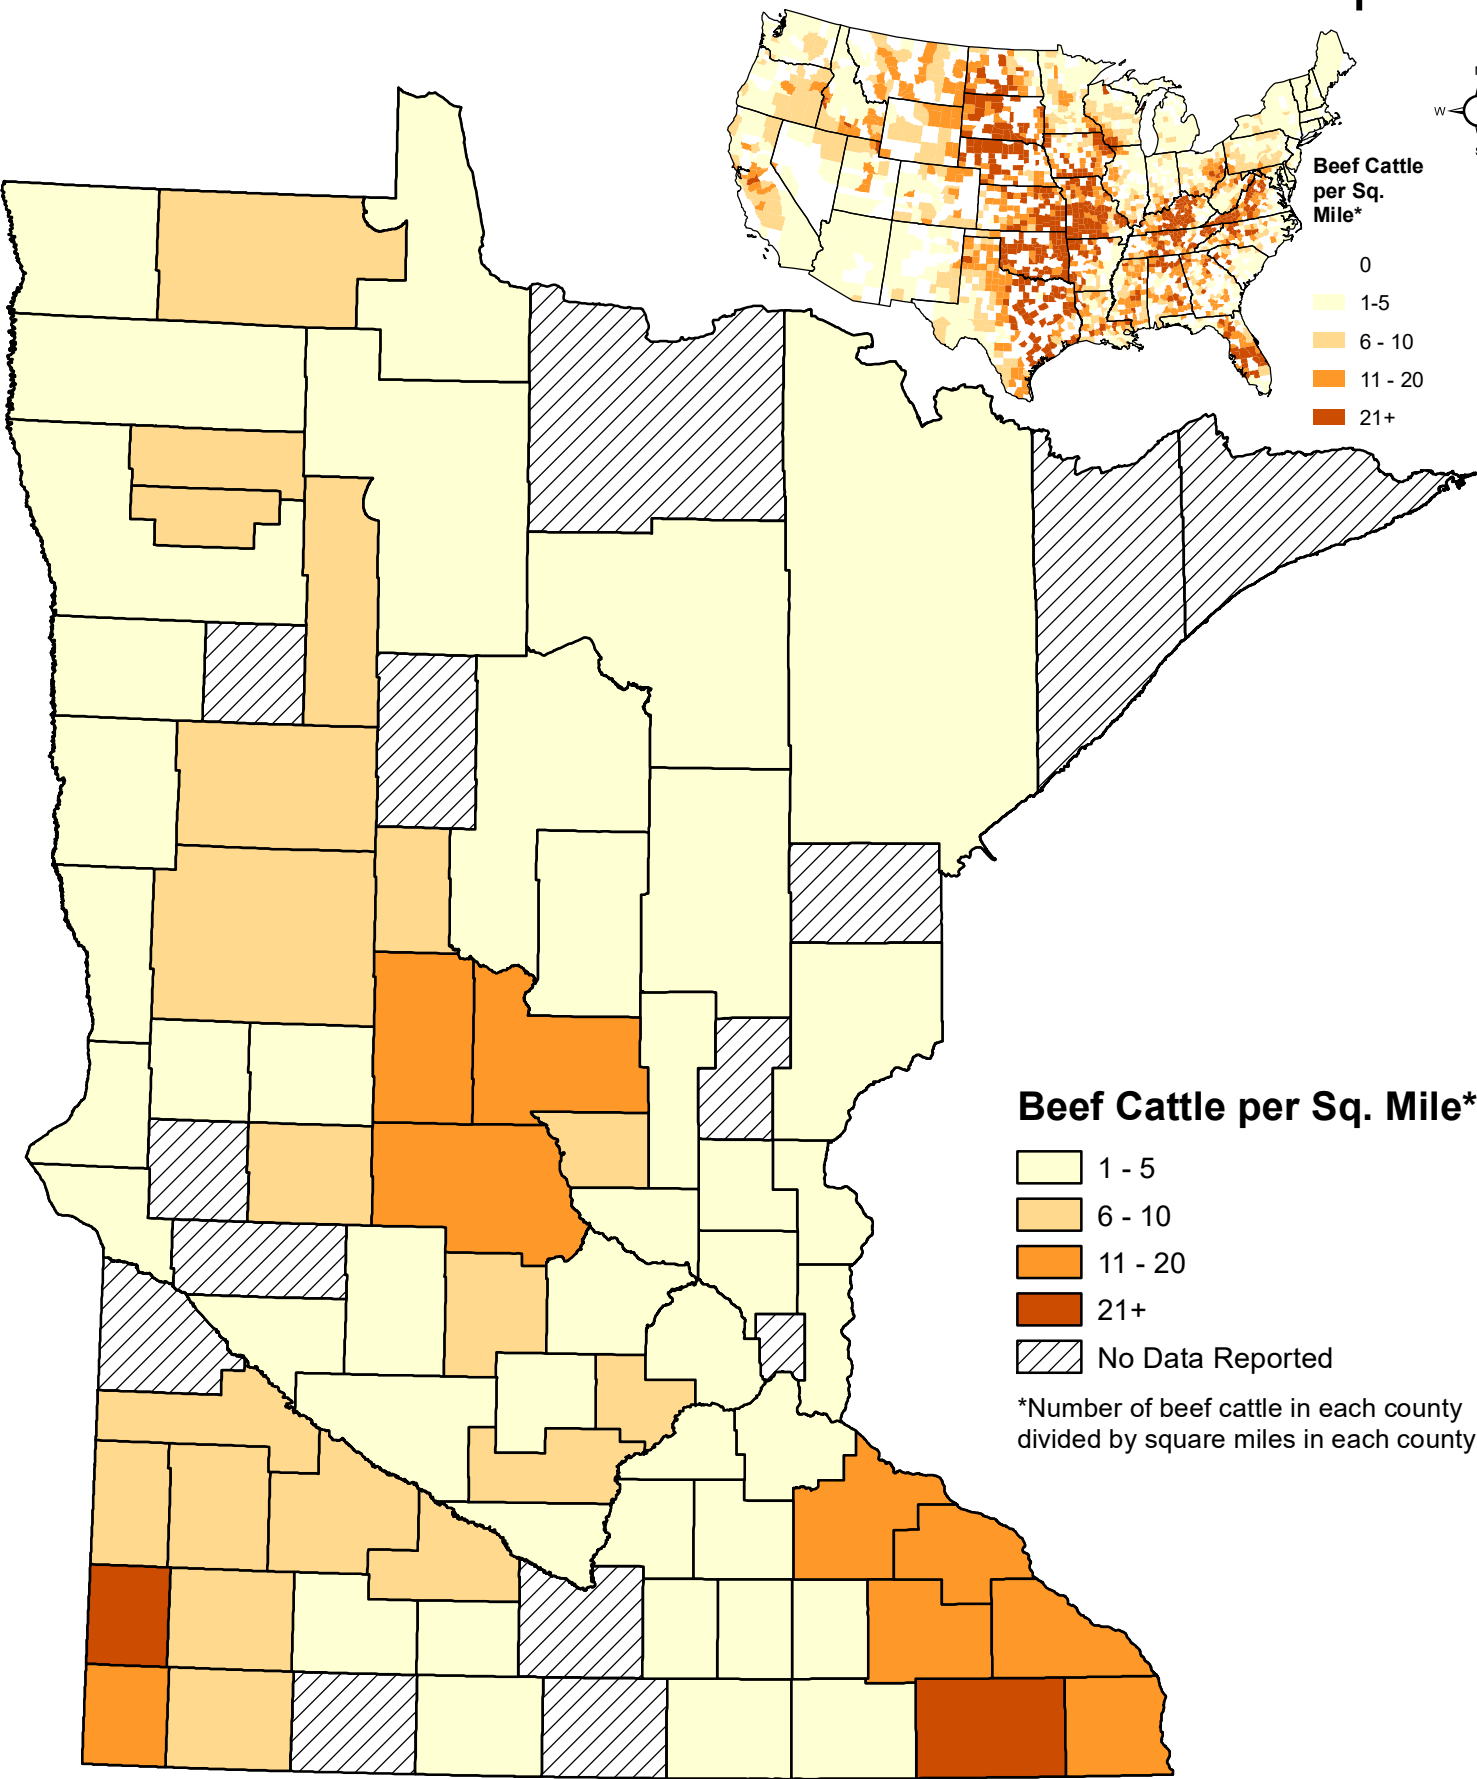 W
Beef Cattle
per Sq.
Mile*
0
1-5
6 - 10
11 - 20
21+
Beef Cattle per Sq. Mile*
1 - 5
6 - 10
11 - 20
21+
No Data Reported
*Number of beef cattle in each county
divided by square miles in each county